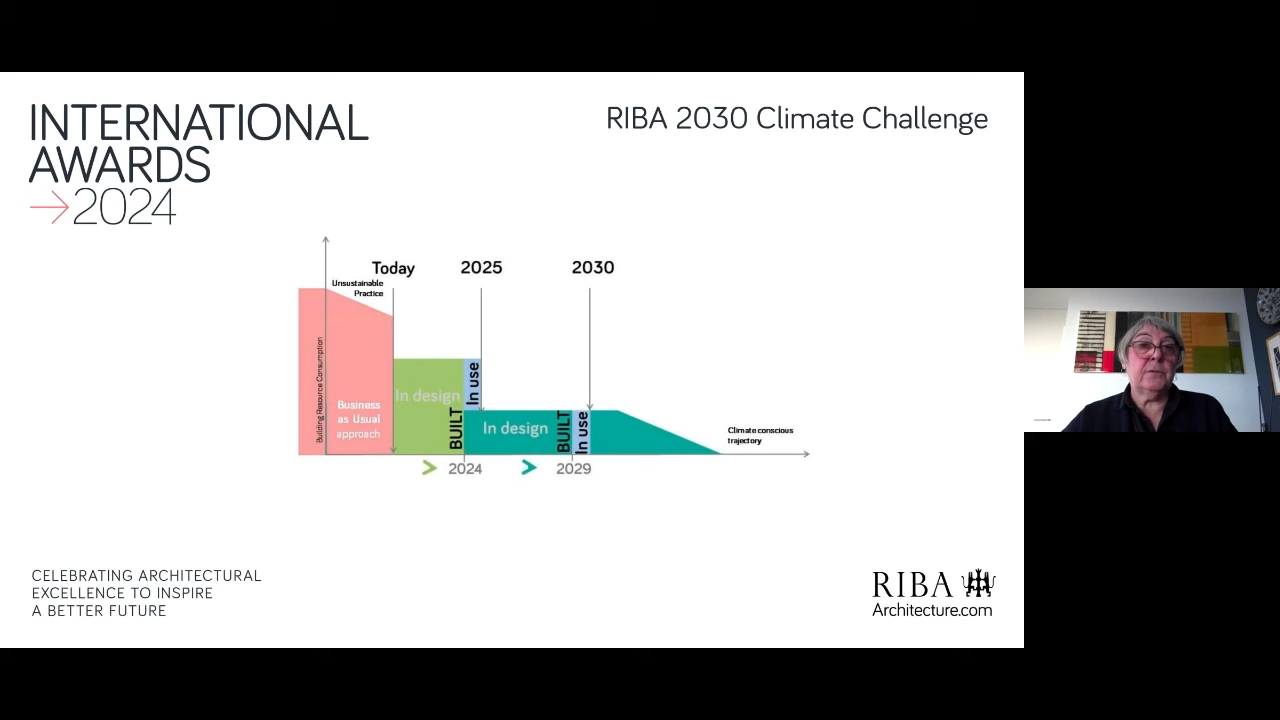 INTERNATIONAL
AWARDS
→2024
RIBA 2030 Climate Challenge
Today
2025
2030
Unsustainable
Practice
Building Resource Consumption
Business
as Usual
approach
In design
BUILT
In use
In design
BUILT
In use
Climate conscious
trajectory
2024
2029
CELEBRATING ARCHITECTURAL
EXCELLENCE TO INSPIRE
A BETTER FUTURE
RIBA
Architecture.com